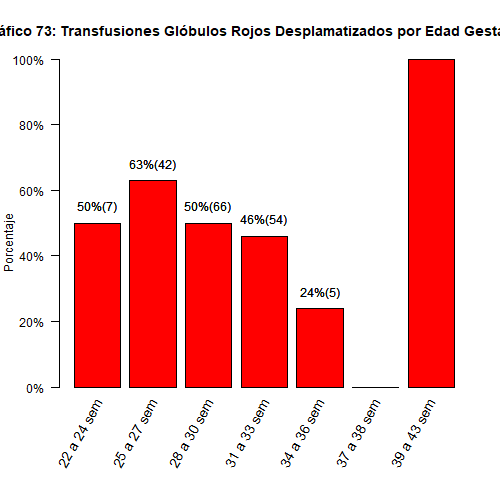 áfico 73: Transfusiones Glóbulos Rojos Desplamatizados por Edad Gesta
Porcentaje
100%
80%
60%
40%
20%
0%
50%(7)
63%(42)
50%(66)
46%(54)
24%(5)
22 a 24 sem
25 a 27 sem
28 a 30 sem
31 a 33 sem
34 a 36 sem
37 a 38 sem
39 a 43 sem